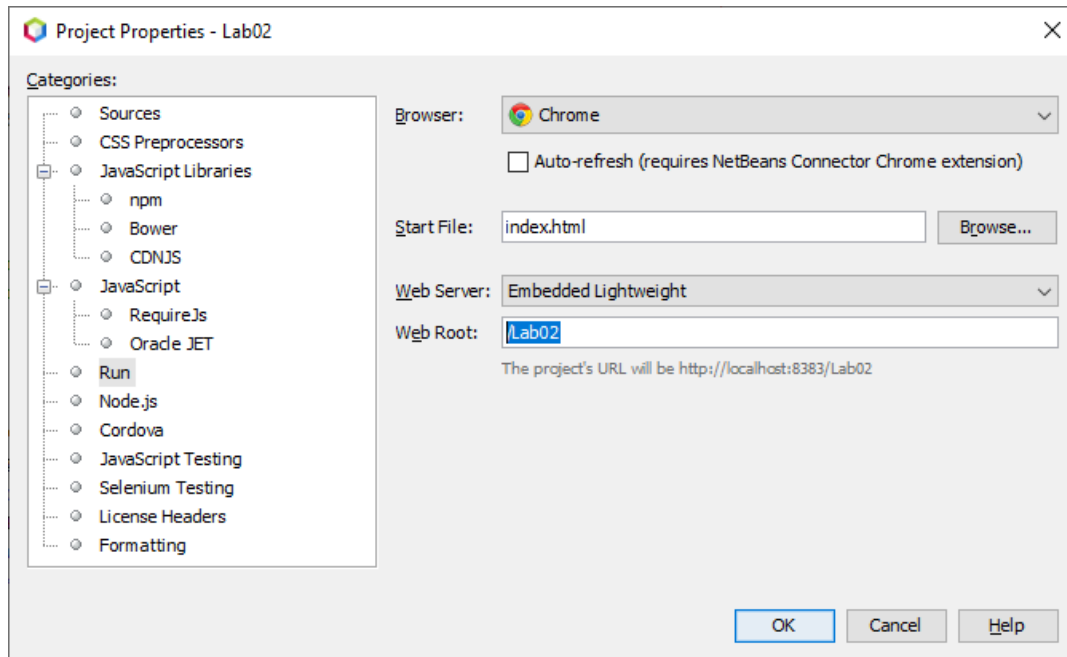 Project Properties - Lab02
Categories:
Sources
CSS Preprocessors
JavaScript Libraries
npm
Bower
CDNJS
JavaScript
RequireJs
Oracle JET
Run
Node.js
Cordova
JavaScript Testing
Selenium Testing
License Headers
Formatting
Browser: Chrome
Auto-refresh (requires NetBeans Connector Chrome extension)
Start File: index.html Browse...
Web Server: Embedded Lightweight
Web Root: /Lab02
The project's URL will be http://localhost:8383/Lab02
OK Cancel Help